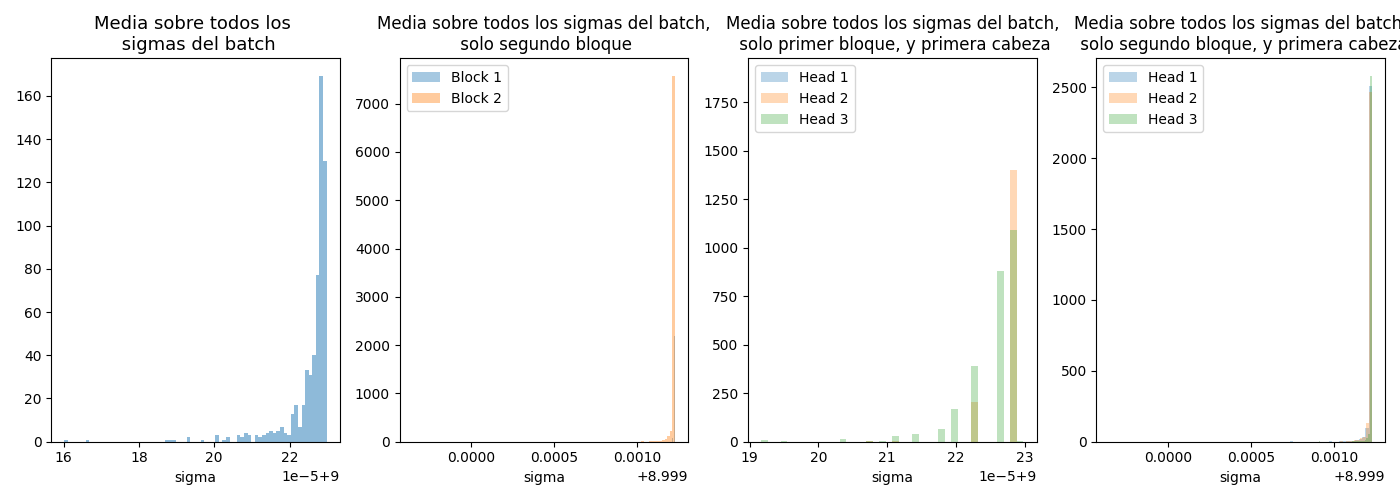 Media sobre todos los
sigmas del batch
160
140
120
100
80
60
40
20
0
16
18
20
22
1e−5+9
sigma
Media sobre todos los sigmas del batch,
solo segundo bloque
Block 1
Block 2
7000
6000
5000
4000
3000
2000
1000
0
0.0000
0.0005
0.0010
+8.999
sigma
Media sobre todos los sigmas del batch,
solo primer bloque, y primera cabeza
Head 1
Head 2
Head 3
1750
1500
1250
1000
750
500
250
0
19
20
21
22
23
1e−5+9
sigma
Media sobre todos los sigmas del batch
solo segundo bloque, y primera cabeza
Head 1
Head 2
Head 3
2500
2000
1500
1000
500
0
0.0000
0.0005
0.0010
+8.999
sigma